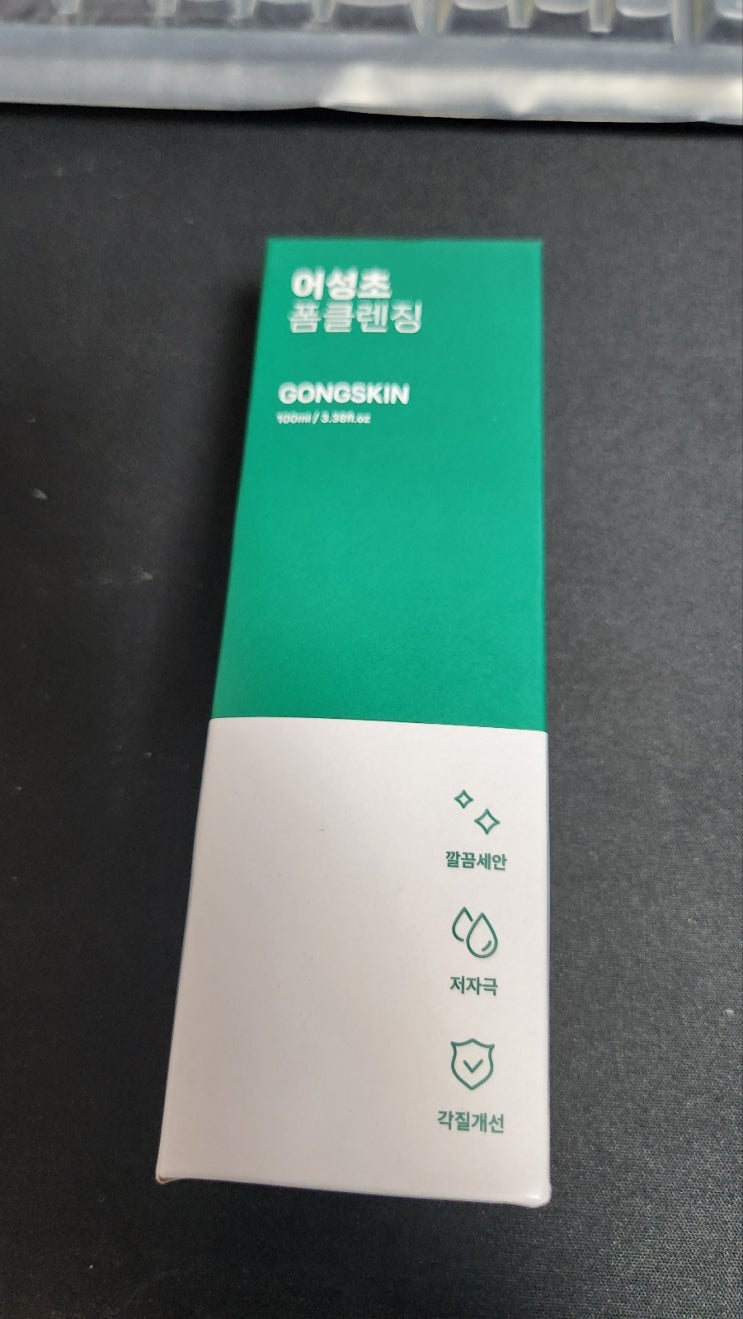 어성초
폼클렌징
GONGSKIN
100ml / 3.38fl.oz
깔끔세안
저자극
각질개선